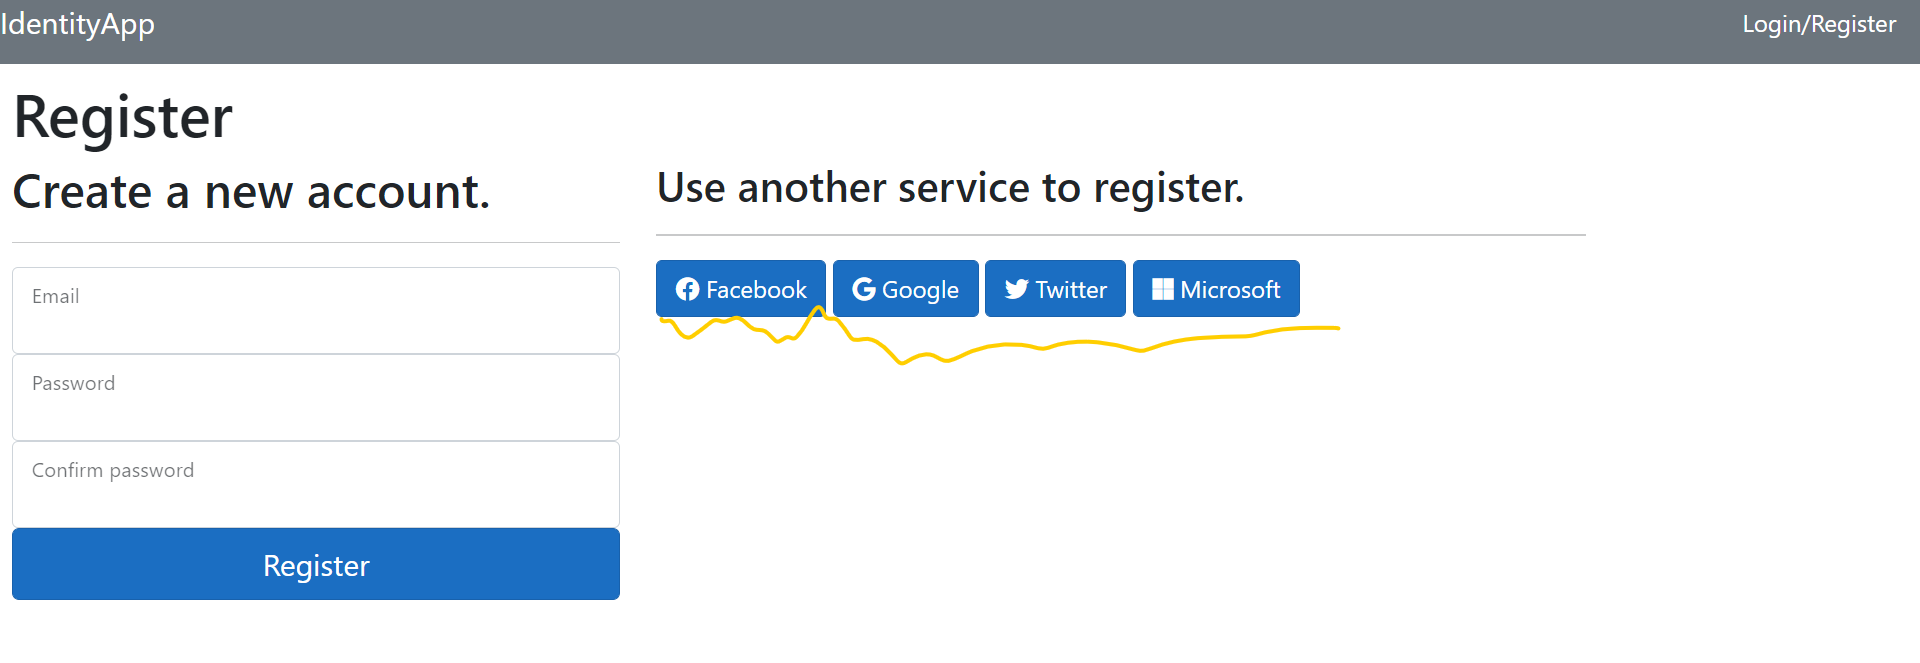 IdentityApp
Login/Register
Register
Create a new account.
Email
Password
Confirm password
Register
Use another service to register.
Facebook
Google
Twitter
Microsoft